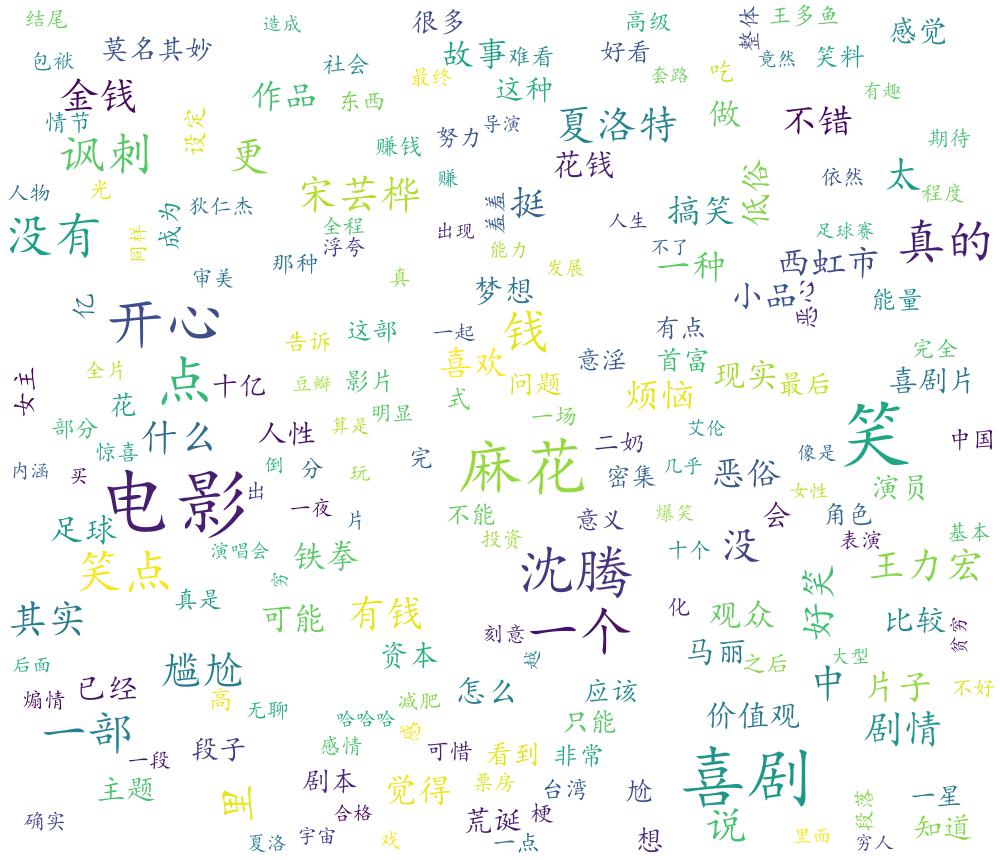 结尾
造成
很多
高级
整体
王多鱼
感觉
包袱
莫名其妙
社会
故事
难看
好看
竟然
笑料
金钱
作品
东西
最终
这种
套路
吃
有趣
情节
设定
讽刺
更
赚钱
努力
导演
夏洛特
做
不错
期待
人物
光
狄仁杰
宋芸桦
赚
花钱
羞羞
挺
搞笑
低俗
依然
太
程度
没有
同样
成为
全程
浮夸
出现
人生
不了
足球赛
真的
审美
那种
真
能力
发展
一种
西虹市
亿
开心
梦想
小品
恶心
能量
告诉
这部
一起
钱
有点
完全
女主
全片
点
十亿
豆瓣
影片
喜欢
问题
意淫
首富
现实
最后
喜剧片
花
部分
什么
人性
算是
明显
式
一场
烦恼
艾伦
笑
中国
惊喜
内涵
买
电影
出
倒
分
玩
完
麻花
二奶
密集
几乎
恶俗
像是
女性
演员
足球
一夜
片
不能
投资
意义
爆笑
会
角色
表演
基本
笑点
演唱会
穷
铁拳
沈腾
十个
没
王力宏
其实
真是
可能
有钱
刻意
一个
越
化
观众
好笑
比较
贫穷
后面
尴尬
资本
马丽
之后
大型
煽情
已经
高
无聊
减肥
怎么
应该
中
片子
不好
一部
哈哈哈
感情
只能
价值观
剧情
一段
段子
可惜
看到
非常
主题
里
剧本
觉得
票房
台湾
尬
喜剧
一星
确实
合格
荒诞
梗
说
段落
知道
夏洛
宇宙
戏
一点
想
里面
穷人